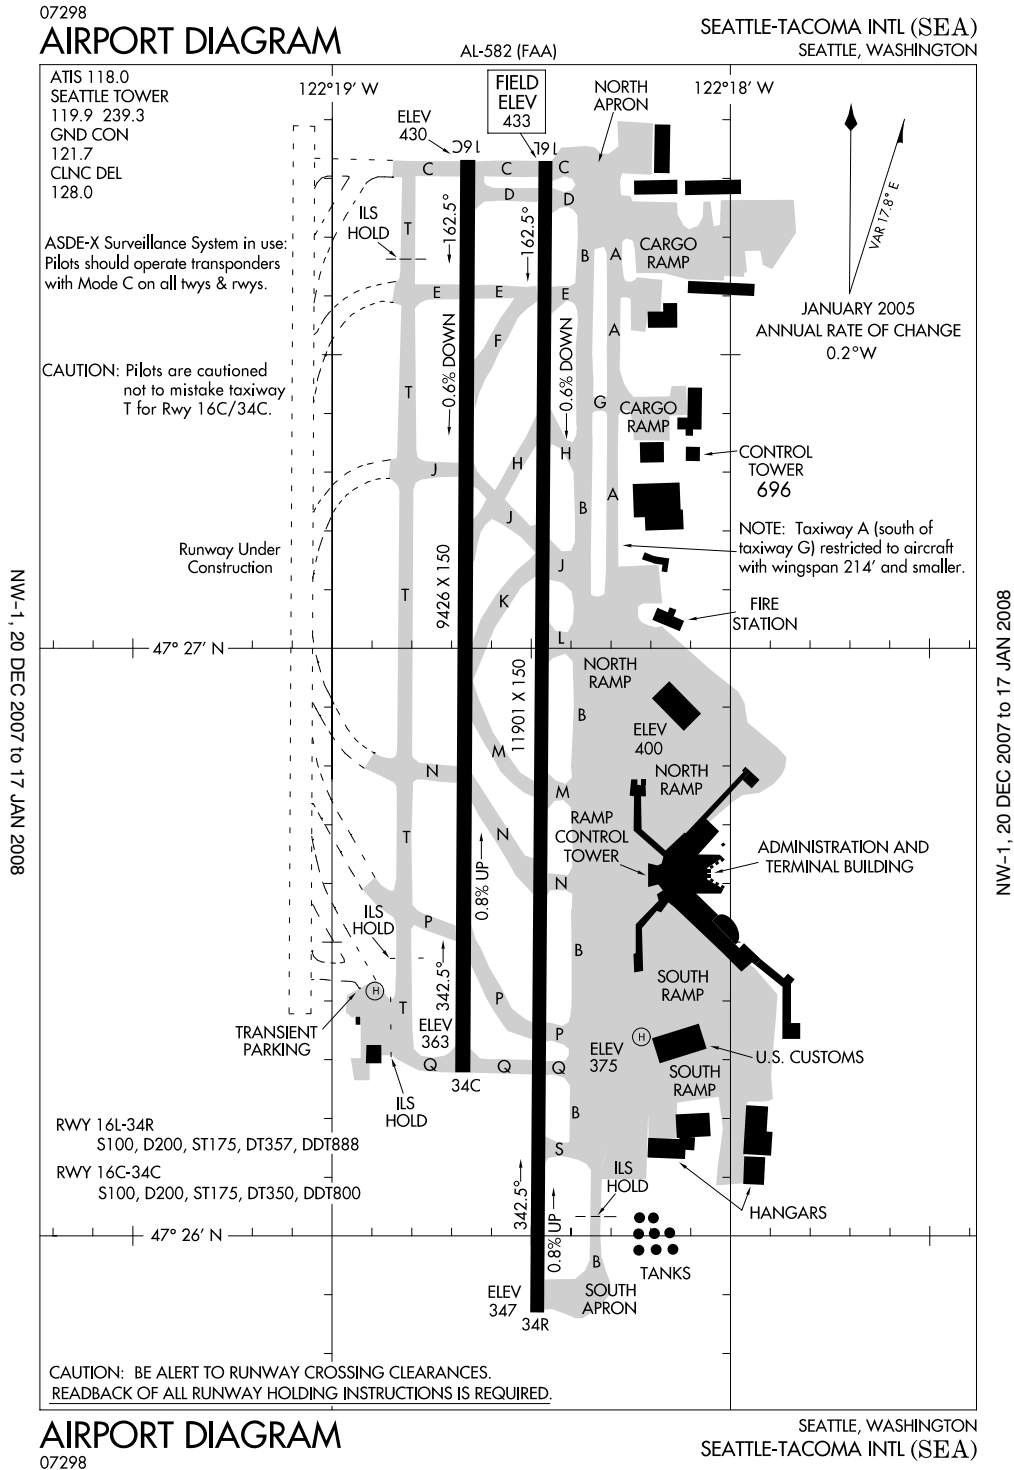 07298
AIRPORT DIAGRAM
AL-582 (FAA)
SEATTLE-TACOMA INTL (SEA)
SEATTLE, WASHINGTON
ATIS 118.0
SEATTLE TOWER
119.9 239.3
GND CON
121.7
CLNC DEL
128.0
122°19′ W
122°18′ W
ELEV
430
FIELD
ELEV
433
NORTH
APRON
16C
16L
C
C
C
D
D
162.5°
162.5°
VAR 17.8° E
JANUARY 2005
ANNUAL RATE OF CHANGE
0.2°W
ILS
HOLD
T
B
A
CARGO
RAMP
ASDE-X Surveillance System in use:
Pilots should operate transponders
with Mode C on all twys & rwys.
E
E
E
F
A
0.6% DOWN
0.6% DOWN
CAUTION: Pilots are cautioned
not to mistake taxiway
T for Rwy 16C/34C.
T
G
CARGO
RAMP
CONTROL
TOWER
696
J
H
H
A
B
J
J
NOTE: Taxiway A (south of
taxiway G) restricted to aircraft
with wingspan 214′ and smaller.
Runway Under
Construction
9426 X 150
T
K
FIRE
STATION
L
47° 27′ N
NORTH
RAMP
11901 X 150
B
ELEV
400
M
N
NORTH
RAMP
M
RAMP
CONTROL
TOWER
T
N
N
0.8% UP
ADMINISTRATION AND
TERMINAL BUILDING
ILS
HOLD
P
B
342.5°
SOUTH
RAMP
H
P
T
TRANSIENT
PARKING
ELEV
363
P
H
ELEV
375
U.S. CUSTOMS
Q
Q
Q
SOUTH
RAMP
34C
ILS
HOLD
B
RWY 16L-34R
S100, D200, ST175, DT357, DDT888
RWY 16C-34C
S100, D200, ST175, DT350, DDT800
S
ILS
HOLD
342.5°
0.8% UP
HANGARS
47° 26′ N
B
TANKS
ELEV
347
SOUTH
APRON
34R
CAUTION: BE ALERT TO RUNWAY CROSSING CLEARANCES.
READBACK OF ALL RUNWAY HOLDING INSTRUCTIONS IS REQUIRED.
NW-1, 20 DEC 2007 to 17 JAN 2008
NW-1, 20 DEC 2007 to 17 JAN 2008
AIRPORT DIAGRAM
07298
SEATTLE, WASHINGTON
SEATTLE-TACOMA INTL (SEA)